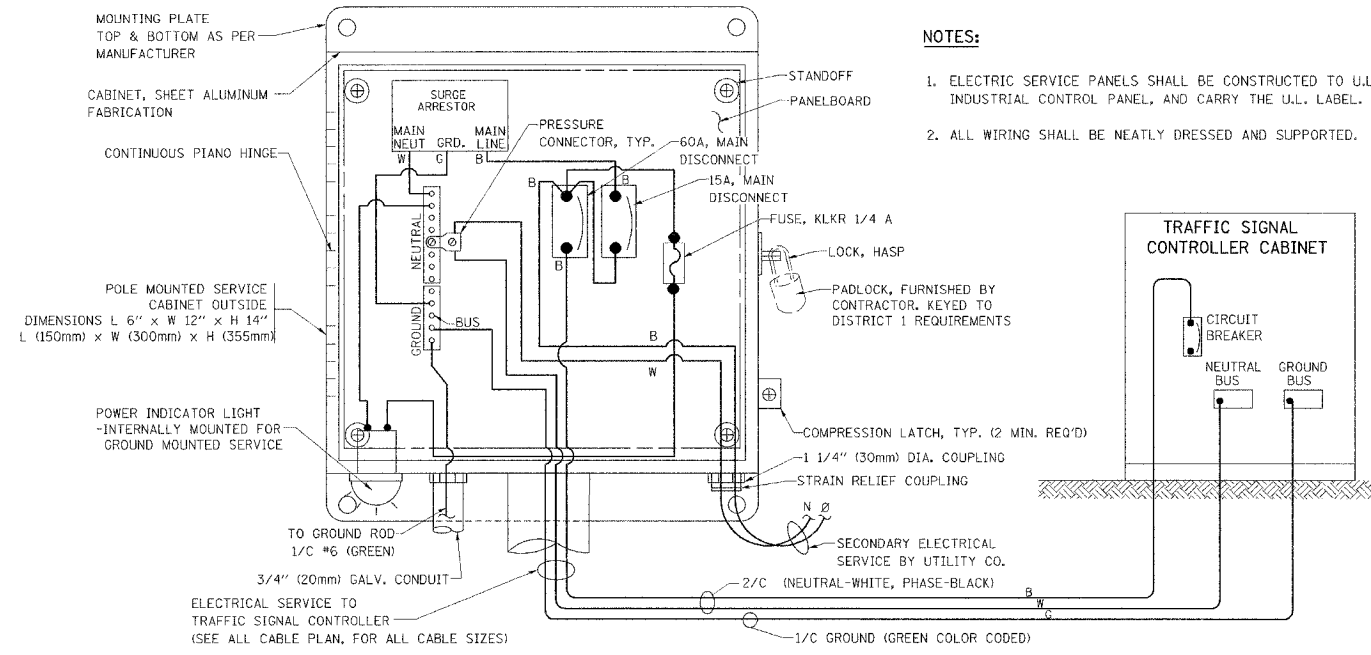 MOUNTING PLATE
TOP & BOTTOM AS PER
MANUFACTURER
CABINET, SHEET ALUMINUM
FABRICATION
CONTINUOUS PIANO HINGE
POLE MOUNTED SERVICE
CABINET OUTSIDE
DIMENSIONS L 6" x W 12" x H 14"
L (150mm) x W (300mm) x H (355mm)
POWER INDICATOR LIGHT
-INTERNALLY MOUNTED FOR
GROUND MOUNTED SERVICE
TO GROUND ROD
1/C #6 (GREEN)
3/4" (20mm) GALV. CONDUIT
ELECTRICAL SERVICE TO
TRAFFIC SIGNAL CONTROLLER
(SEE ALL CABLE PLAN, FOR ALL CABLE SIZES)
SURGE
ARRESTOR
MAIN
NEUT
GRD.
MAIN
LINE
W
G
B
NEUTRAL
GROUND
BUS
PRESSURE
CONNECTOR, TYP.
60A, MAIN
DISCONNECT
15A, MAIN
DISCONNECT
B
B
B
B
W
STANDOFF
PANELBOARD
FUSE, KLKR 1/4 A
LOCK, HASP
PADLOCK, FURNISHED BY
CONTRACTOR. KEYED TO
DISTRICT 1 REQUIREMENTS
COMPRESSION LATCH, TYP. (2 MIN. REQ'D)
1 1/4" (30mm) DIA. COUPLING
STRAIN RELIEF COUPLING
N Ø
SECONDARY ELECTRICAL
SERVICE BY UTILITY CO.
2/C (NEUTRAL-WHITE, PHASE-BLACK)
B
W
G
1/C GROUND (GREEN COLOR CODED)
NOTES:
1. ELECTRIC SERVICE PANELS SHALL BE CONSTRUCTED TO U.L
INDUSTRIAL CONTROL PANEL, AND CARRY THE U.L. LABEL.
2. ALL WIRING SHALL BE NEATLY DRESSED AND SUPPORTED.
TRAFFIC SIGNAL
CONTROLLER CABINET
CIRCUIT
BREAKER
NEUTRAL
BUS
GROUND
BUS